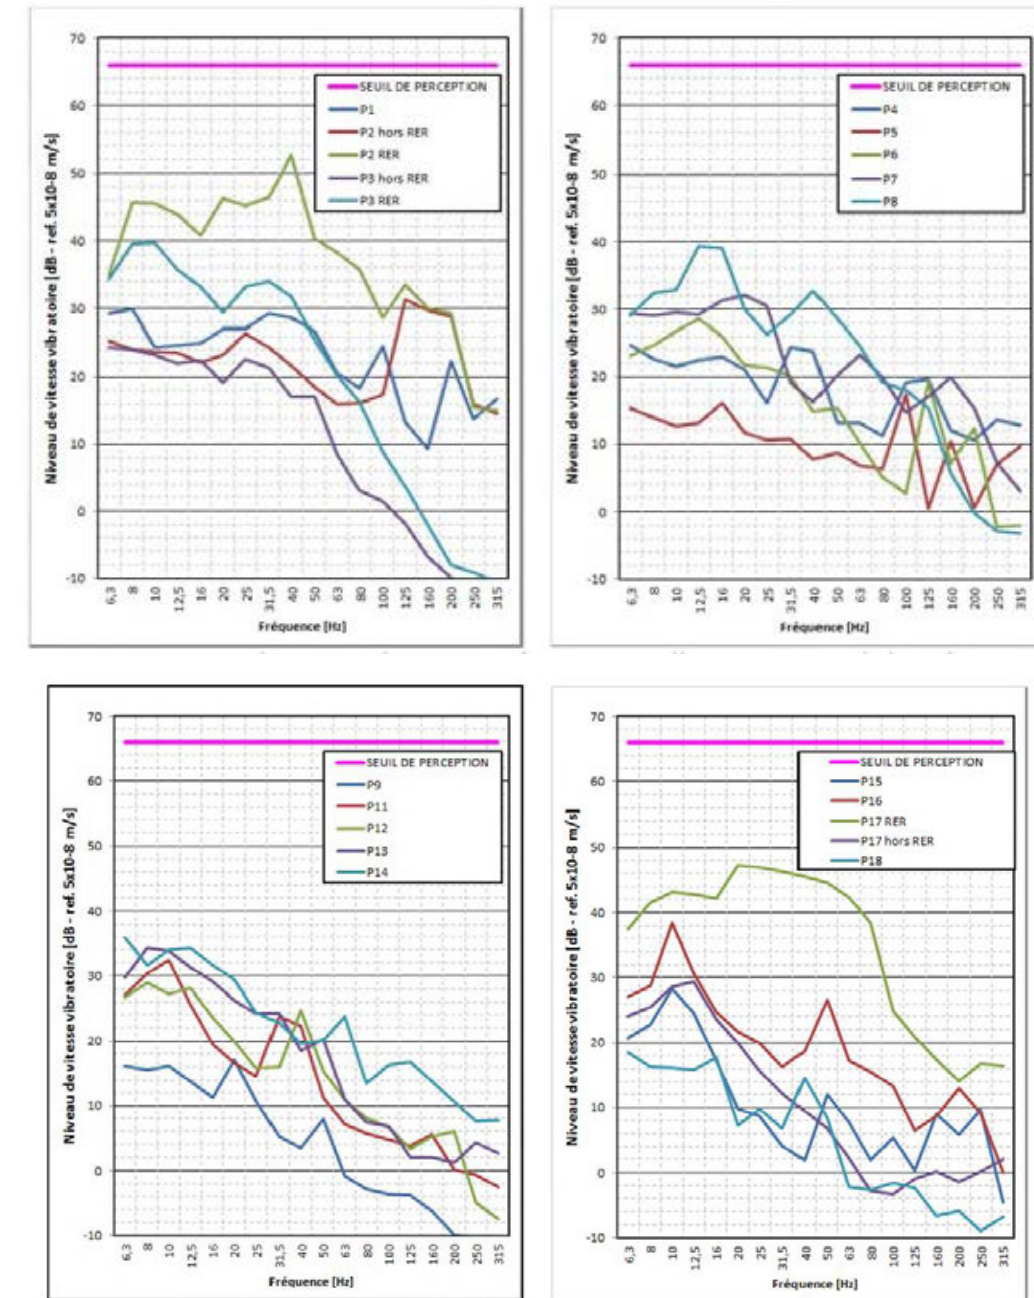 70
60
50
40
30
20
10
0
-10
Niveau de vitesse vibratoire [dB - ref. 5x10-8 m/s]
SEUIL DE PERCEPTION
P1
P2 hors RER
P2 RER
P3 hors RER
P3 RER
6,3 8 10 12,5 16 20 25 31,5 40 50 63 80 100 125 160 200 250 315
Fréquence [Hz]
70
60
50
40
30
20
10
0
-10
Niveau de vitesse vibratoire [dB - ref. 5x10-8 m/s]
SEUIL DE PERCEPTION
P4
P5
P6
P7
P8
6,3 8 10 12,5 16 20 25 31,5 40 50 63 80 100 125 160 200 250 315
Fréquence [Hz]
70
60
50
40
30
20
10
0
-10
Niveau de vitesse vibratoire [dB - ref. 5x10-8 m/s]
SEUIL DE PERCEPTION
P9
P11
P12
P13
P14
6,3 8 10 12,5 16 20 25 31,5 40 50 63 80 100 125 160 200 250 315
Fréquence [Hz]
70
60
50
40
30
20
10
0
-10
Niveau de vitesse vibratoire [dB - ref. 5x10-8 m/s]
SEUIL DE PERCEPTION
P15
P16
P17 RER
P17 hors RER
P18
6,3 8 10 12,5 16 20 25 31,5 40 50 63 80 100 125 160 200 250 315
Fréquence [Hz]